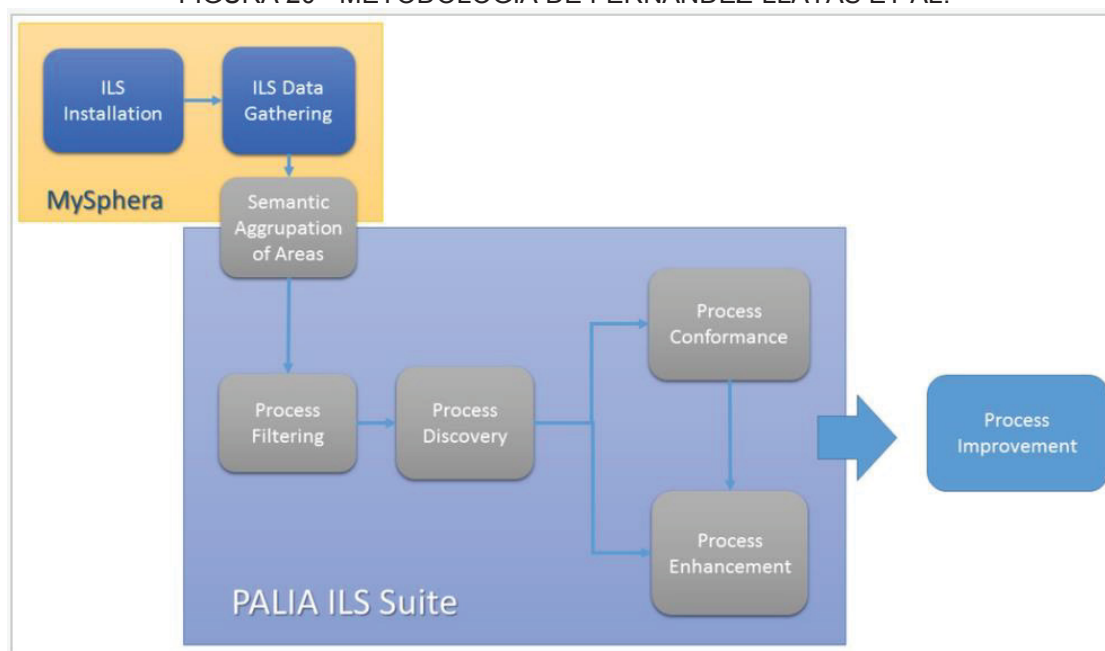 FIGURA 20 - METODOLOGIA DE FERNANDEZ-LLATAS ET AL.
ILS
Installation
ILS Data
Gathering
MySphera
Semantic
Aggrupation
of Areas
Process
Conformance
Process
Filtering
Process
Discovery
Process
Improvement
Process
Enhancement
PALIA ILS Suite